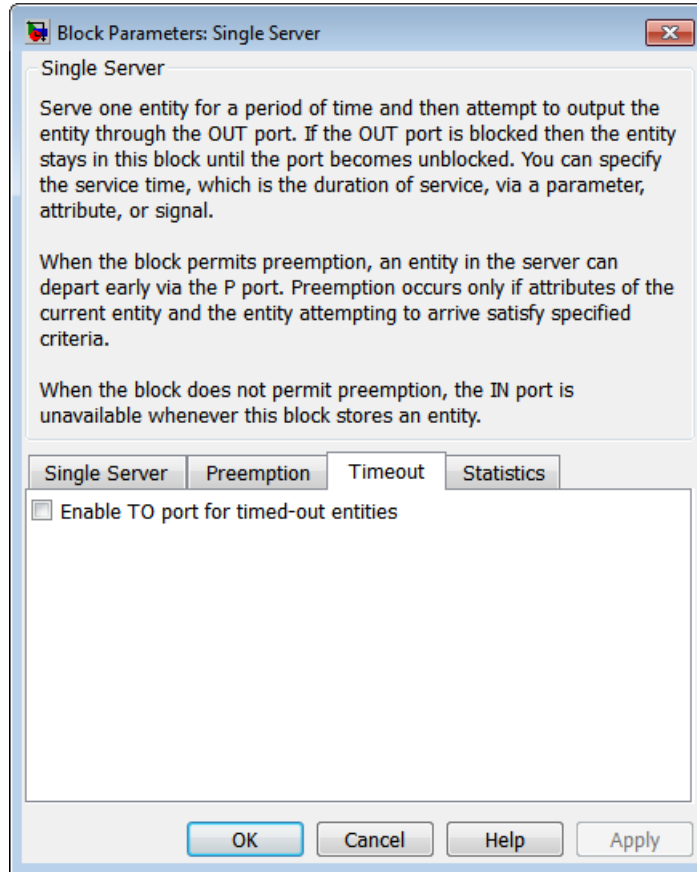 Block Parameters: Single Server
Single Server
Serve one entity for a period of time and then attempt to output the
entity through the OUT port. If the OUT port is blocked then the entity
stays in this block until the port becomes unblocked. You can specify
the service time, which is the duration of service, via a parameter,
attribute, or signal.
When the block permits preemption, an entity in the server can
depart early via the P port. Preemption occurs only if attributes of the
current entity and the entity attempting to arrive satisfy specified
criteria.
When the block does not permit preemption, the IN port is
unavailable whenever this block stores an entity.
Single Server Preemption Timeout Statistics
Enable TO port for timed-out entities
OK Cancel Help Apply